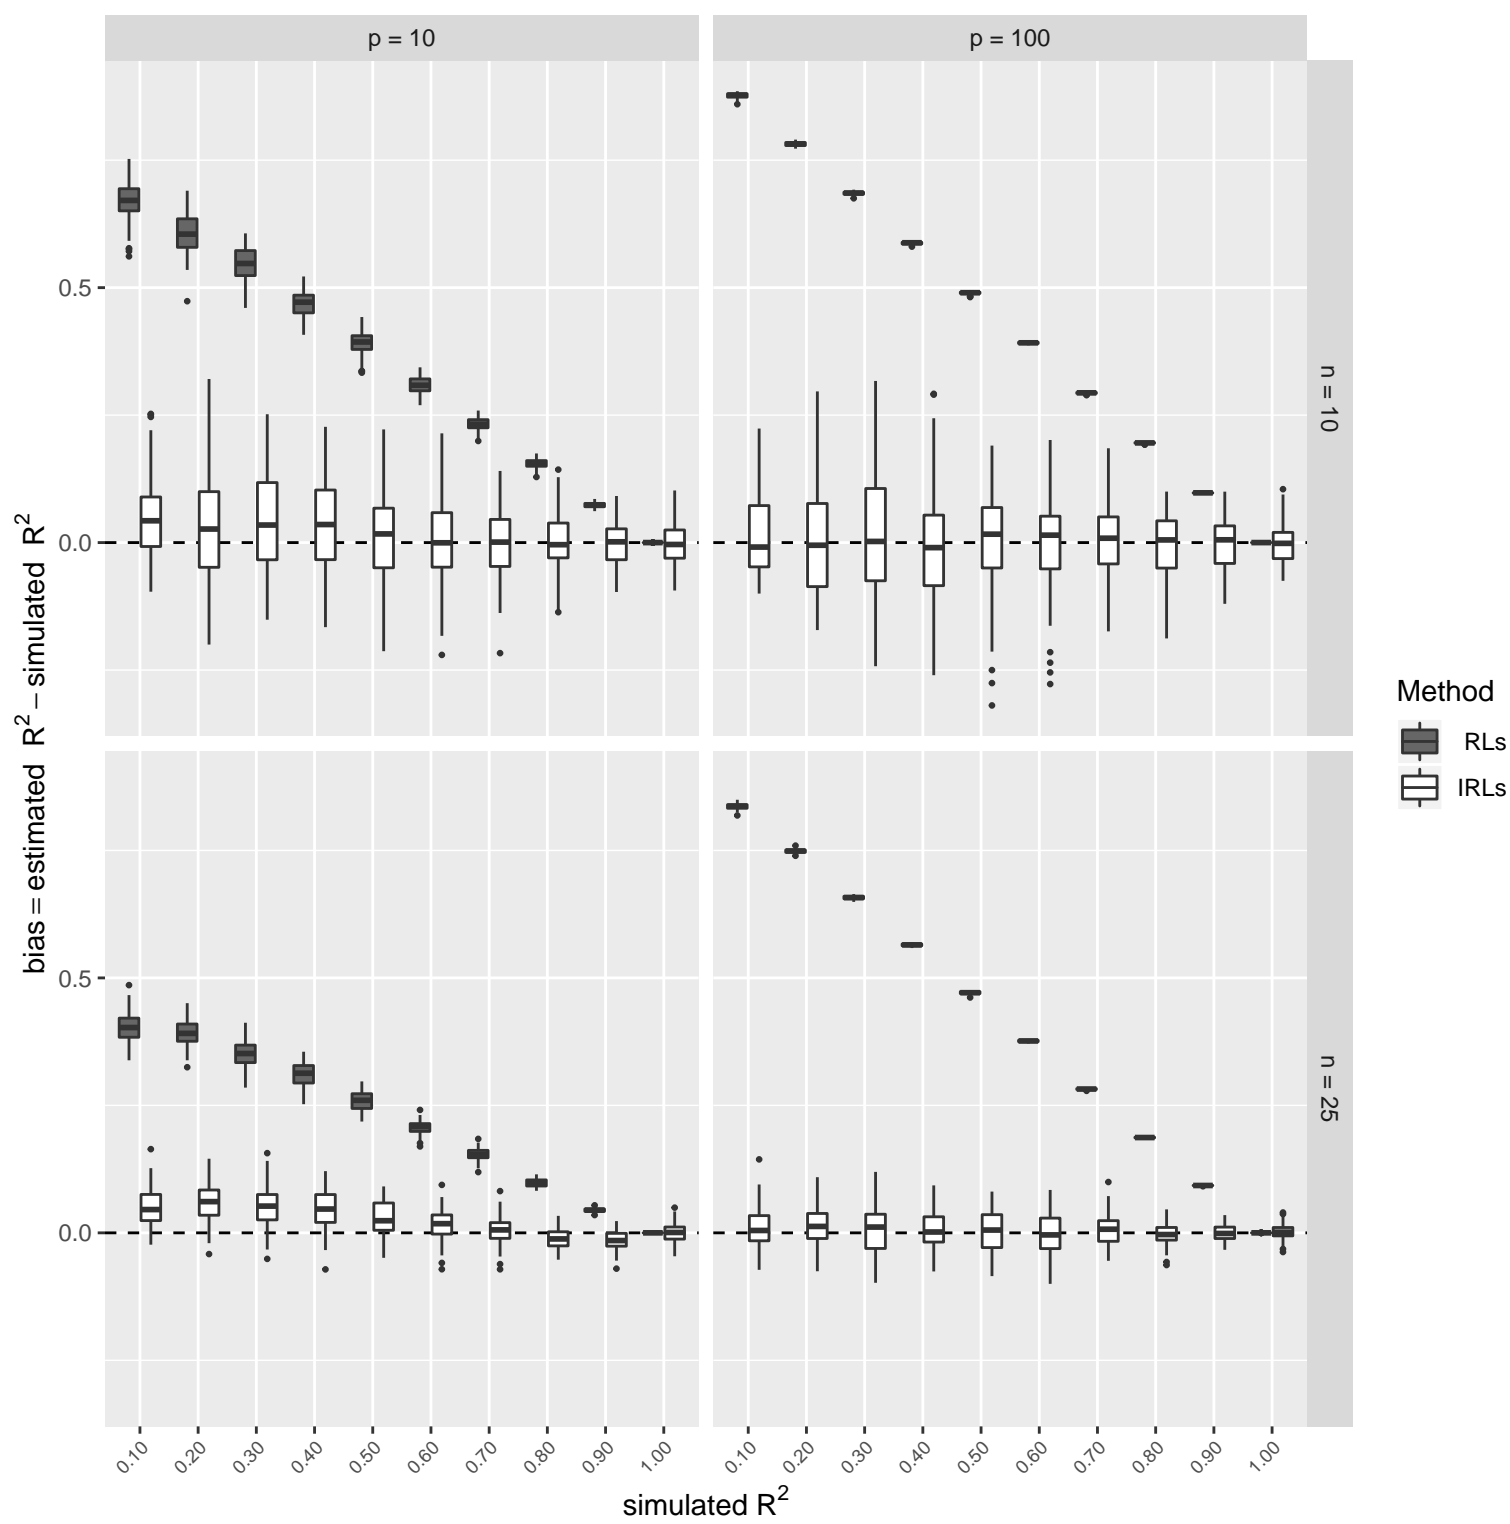 p = 10
p = 100
n = 10
n = 25
0.5
0.0
0.5
0.0
bias = estimated R² − simulated R²
0.10 0.20 0.30 0.40 0.50 0.60 0.70 0.80 0.90 1.00
0.10 0.20 0.30 0.40 0.50 0.60 0.70 0.80 0.90 1.00
simulated R²
Method
RLs
IRLs